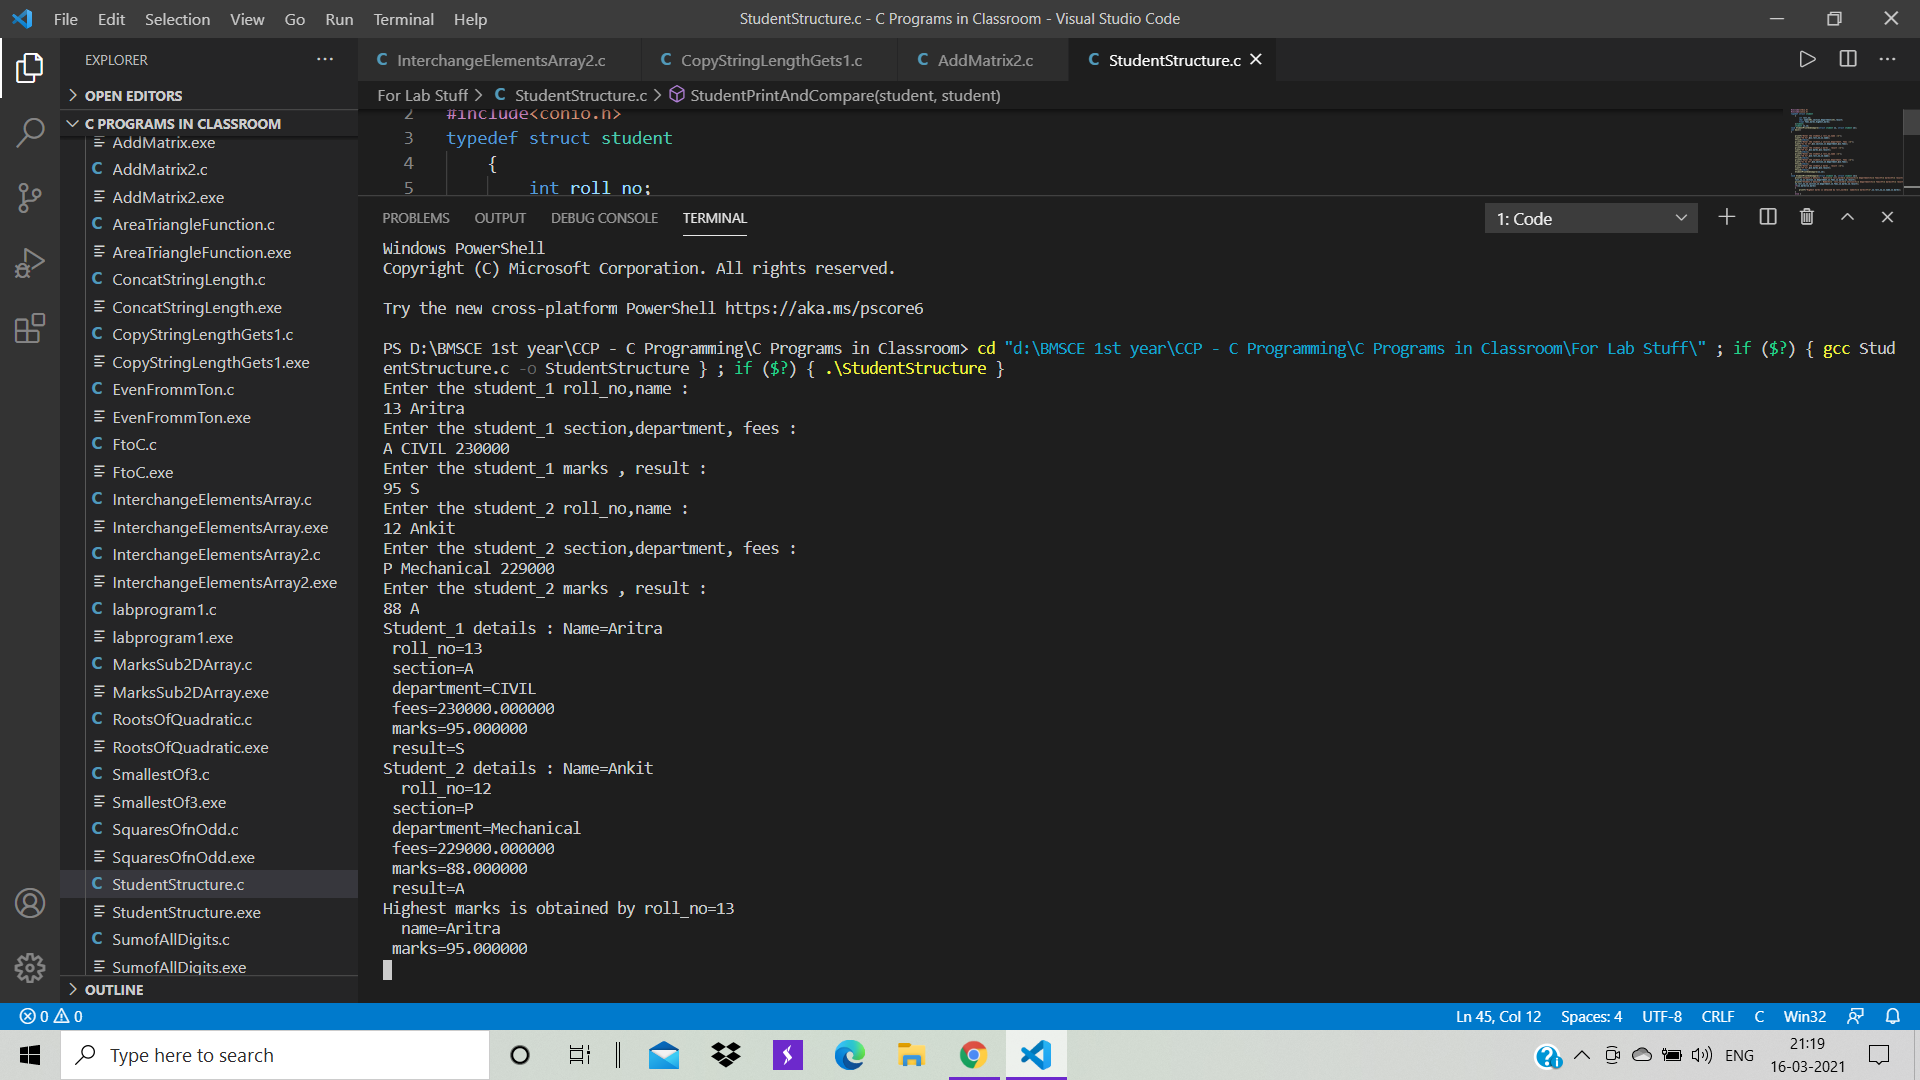 File Edit Selection View Go Run Terminal Help
StudentStructure.c - C Programs in Classroom - Visual Studio Code
EXPLORER
OPEN EDITORS
C PROGRAMS IN CLASSROOM
AddMatrix.exe
C AddMatrix2.c
AddMatrix2.exe
C AreaTriangleFunction.c
AreaTriangleFunction.exe
C ConcatStringLength.c
ConcatStringLength.exe
C CopyStringLengthGets1.c
CopyStringLengthGets1.exe
C EvenFrommTon.c
EvenFrommTon.exe
C FtoC.c
FtoC.exe
C InterchangeElementsArray.c
InterchangeElementsArray.exe
C InterchangeElementsArray2.c
InterchangeElementsArray2.exe
C labprogram1.c
labprogram1.exe
C MarksSub2DArray.c
MarksSub2DArray.exe
C RootsOfQuadratic.c
RootsOfQuadratic.exe
C SmallestOf3.c
SmallestOf3.exe
C SquaresOfnOdd.c
SquaresOfnOdd.exe
C StudentStructure.c
StudentStructure.exe
C SumofAllDigits.c
SumofAllDigits.exe
OUTLINE
C InterchangeElementsArray2.c C CopyStringLengthGets1.c C AddMatrix2.c C StudentStructure.c
For Lab Stuff > C StudentStructure.c > StudentPrintAndCompare(student, student)
2 #include<conio.h>
3 typedef struct student
4 {
5 int roll_no;
PROBLEMS OUTPUT DEBUG CONSOLE TERMINAL
1: Code
Windows PowerShell
Copyright (C) Microsoft Corporation. All rights reserved.
Try the new cross-platform PowerShell https://aka.ms/pscore6
PS D:\BMSCE 1st year\CCP - C Programming\C Programs in Classroom> cd "d:\BMSCE 1st year\CCP - C Programming\C Programs in Classroom\For Lab Stuff\" ; if ($?) { gcc Stud
entStructure.c -o StudentStructure } ; if ($?) { .\StudentStructure }
Enter the student_1 roll_no,name :
13 Aritra
Enter the student_1 section,department, fees :
A CIVIL 230000
Enter the student_1 marks , result :
95 S
Enter the student_2 roll_no,name :
12 Ankit
Enter the student_2 section,department, fees :
P Mechanical 229000
Enter the student_2 marks , result :
88 A
Student_1 details : Name=Aritra
roll_no=13
section=A
department=CIVIL
fees=230000.000000
marks=95.000000
result=S
Student_2 details : Name=Ankit
roll_no=12
section=P
department=Mechanical
fees=229000.000000
marks=88.000000
result=A
Highest marks is obtained by roll_no=13
name=Aritra
marks=95.000000
0 0
Ln 45, Col 12 Spaces: 4 UTF-8 CRLF C Win32
Type here to search
ENG
21:19
16-03-2021